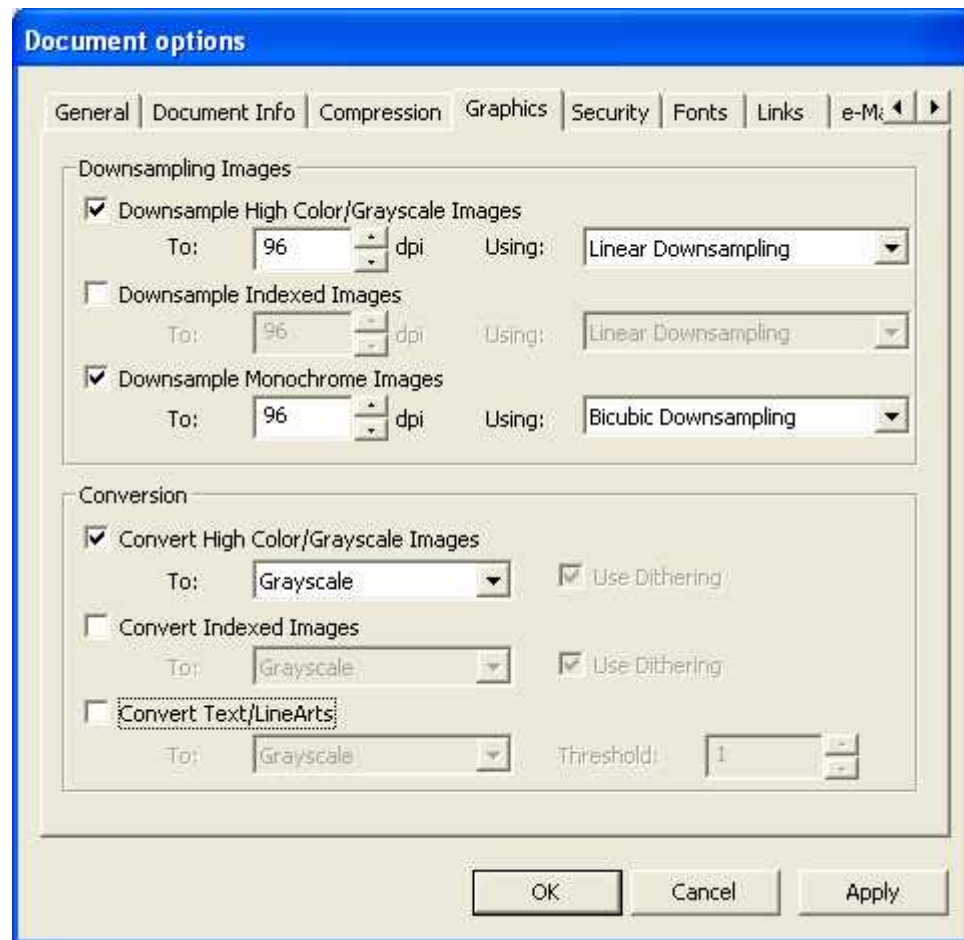 Document options
General Document Info Compression Graphics Security Fonts Links e-Ma
Downsampling Images
Downsample High Color/Grayscale Images
To: 96 dpi Using: Linear Downsampling
Downsample Indexed Images
To: 96 dpi Using: Linear Downsampling
Downsample Monochrome Images
To: 96 dpi Using: Bicubic Downsampling
Conversion
Convert High Color/Grayscale Images
To: Grayscale Use Dithering
Convert Indexed Images
To: Grayscale Use Dithering
Convert Text/LineArts
To: Grayscale Threshold: 1
OK Cancel Apply